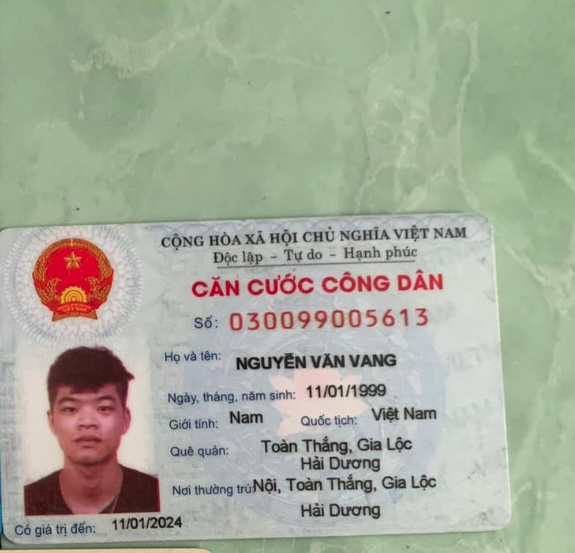 CỘNG HÒA XÃ HỘI CHỦ NGHĨA VIỆT NAM
Độc lập - Tự do - Hạnh phúc
CĂN CƯỚC CÔNG DÂN
Số: 030099005613
Họ và tên: NGUYỄN VĂN VANG
Ngày, tháng, năm sinh: 11/01/1999
Giới tính: Nam Quốc tịch: Việt Nam
Quê quán: Toàn Thắng, Gia Lộc
Hải Dương
Nơi thường trú: Nội, Toàn Thắng, Gia Lộc
Hải Dương
Có giá trị đến: 11/01/2024